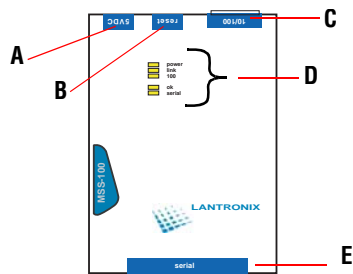 5VDC
reset
10/100
A
B
C
power
link
100
ok
serial
D
MSS-100
LANTRONIX
serial
E